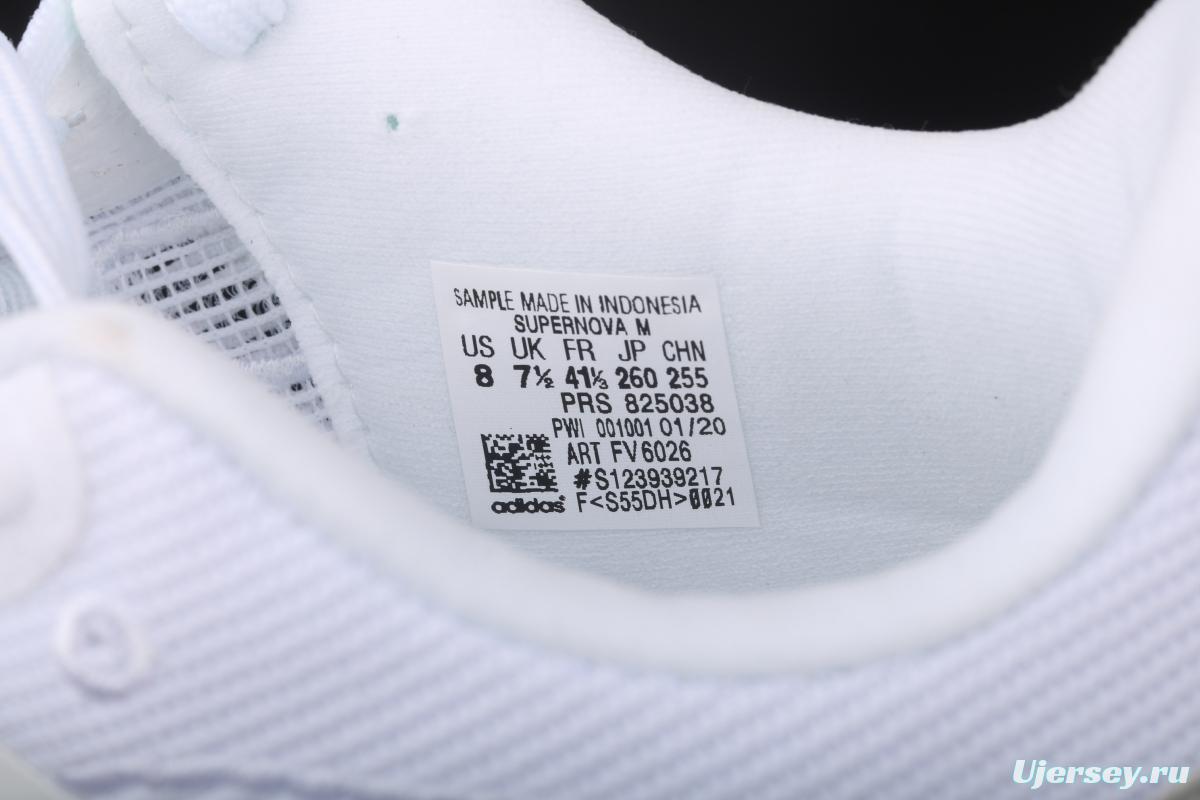 SAMPLE MADE IN INDONESIA
SUPERNOVA M
US UK FR JP CHN
8 7½ 41⅓ 260 255
PRS 825038
PWI 001001 01/20
ART FV6026
#S123939217
adidas F<S55DH>0021
Ujersey.ru